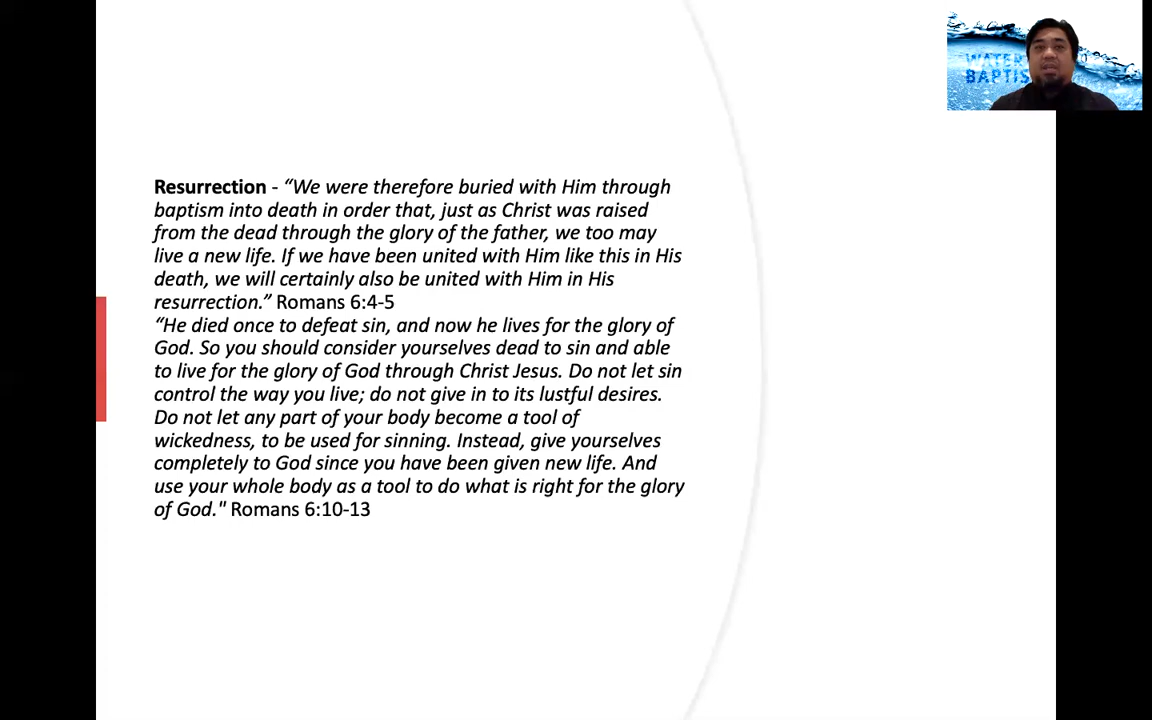 WATER
BAPTIS
Resurrection - “We were therefore buried with Him through
baptism into death in order that, just as Christ was raised
from the dead through the glory of the father, we too may
live a new life. If we have been united with Him like this in His
death, we will certainly also be united with Him in His
resurrection.” Romans 6:4-5
“He died once to defeat sin, and now he lives for the glory of
God. So you should consider yourselves dead to sin and able
to live for the glory of God through Christ Jesus. Do not let sin
control the way you live; do not give in to its lustful desires.
Do not let any part of your body become a tool of
wickedness, to be used for sinning. Instead, give yourselves
completely to God since you have been given new life. And
use your whole body as a tool to do what is right for the glory
of God." Romans 6:10-13